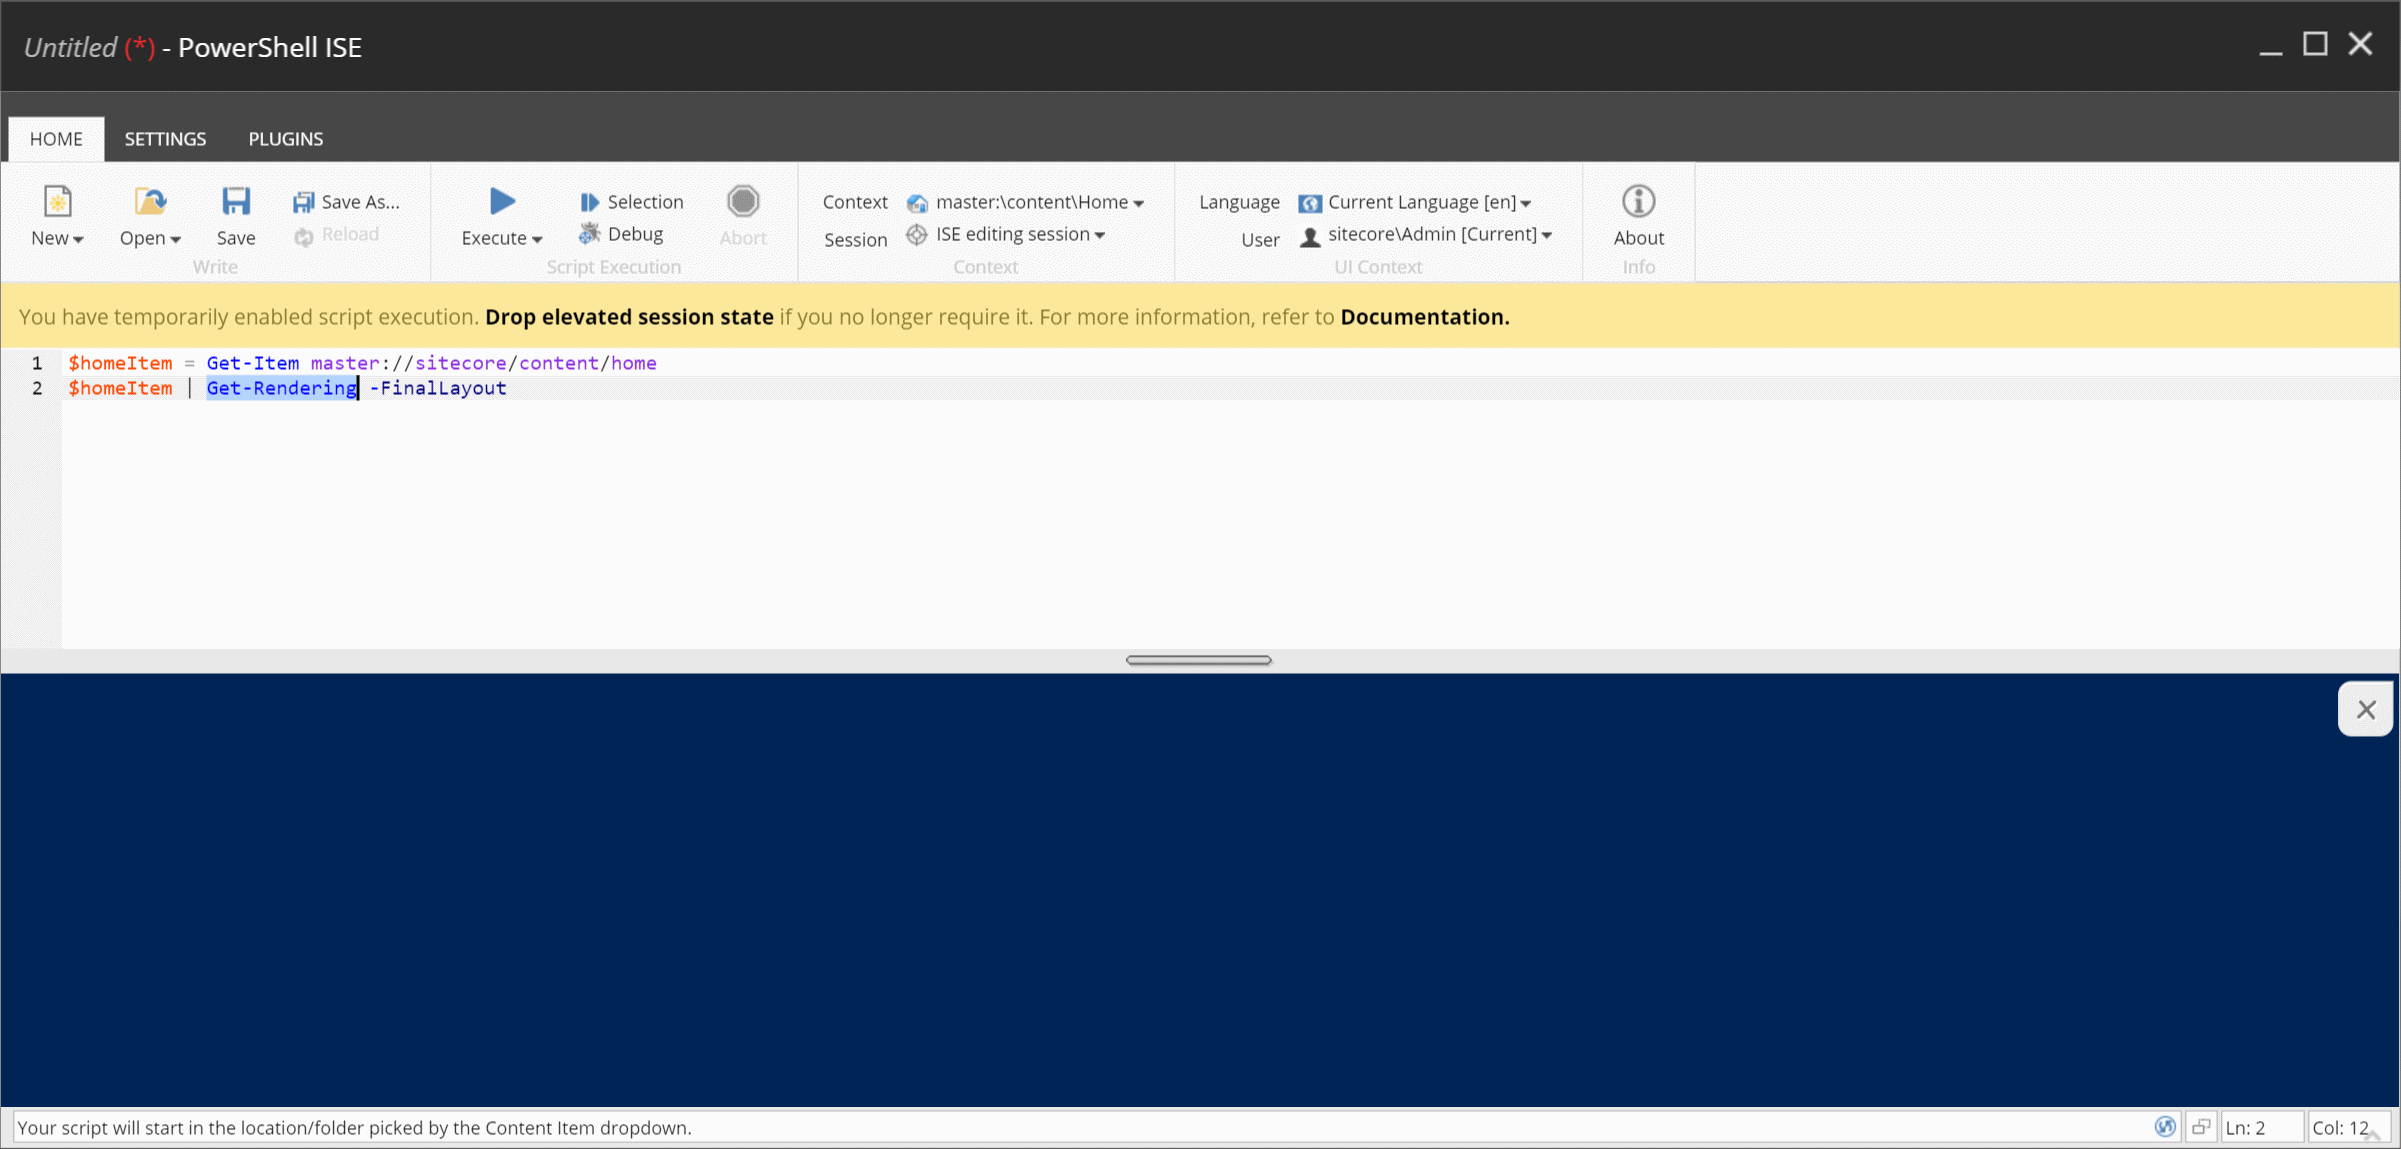 Untitled (*) - PowerShell ISE
HOME SETTINGS PLUGINS
New Open Save Save As... Reload
Write
Execute Selection Debug Abort
Script Execution
Context master:\content\Home
Session ISE editing session
Context
Language Current Language [en]
User sitecore\Admin [Current]
UI Context
About
Info
You have temporarily enabled script execution. Drop elevated session state if you no longer require it. For more information, refer to Documentation.
1 $homeItem = Get-Item master://sitecore/content/home
2 $homeItem | Get-Rendering -FinalLayout
Your script will start in the location/folder picked by the Content Item dropdown.
Ln: 2
Col: 12